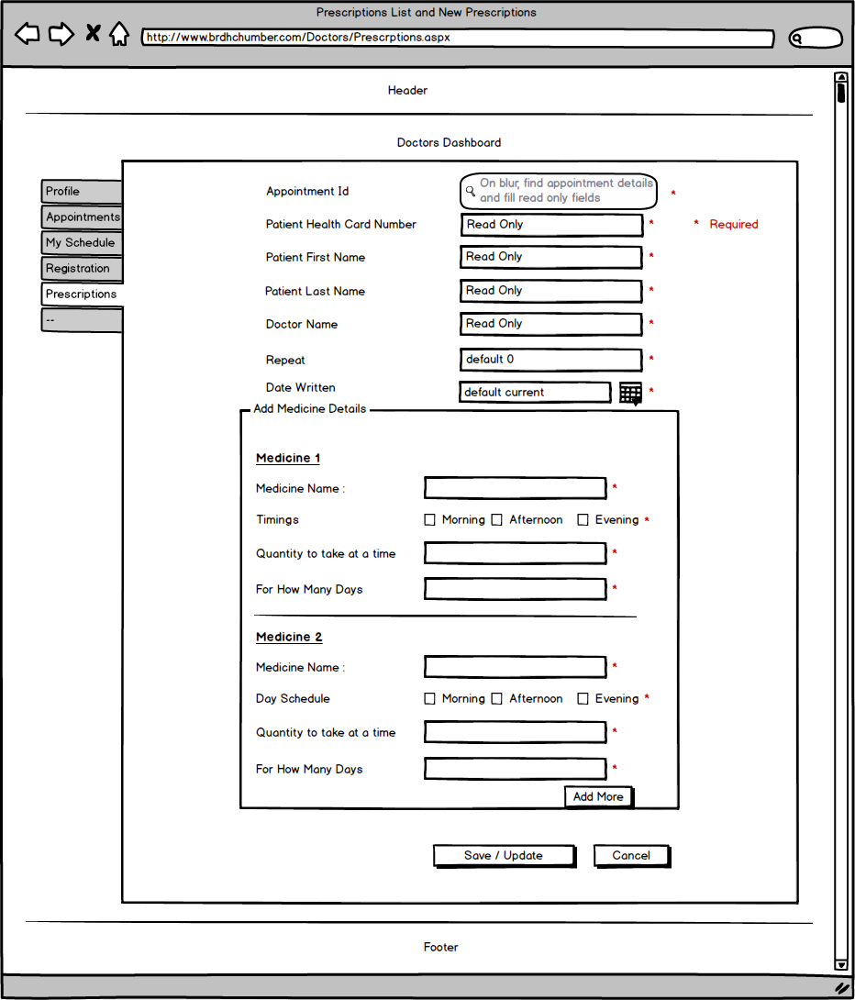 Prescriptions List and New Prescriptions
http://www.brdhchumber.com/Doctors/Prescrptions.aspx
Header
Doctors Dashboard
Profile
Appointments
My Schedule
Registration
Prescriptions
--
Appointment Id
On blur, find appointment details
and fill read only fields
*
Patient Health Card Number
Read Only
*
* Required
Patient First Name
Read Only
*
Patient Last Name
Read Only
*
Doctor Name
Read Only
*
Repeat
default 0
*
Date Written
default current
*
Add Medicine Details
Medicine 1
Medicine Name :
*
Timings
Morning
Afternoon
Evening *
Quantity to take at a time
*
For How Many Days
*
Medicine 2
Medicine Name :
*
Day Schedule
Morning
Afternoon
Evening *
Quantity to take at a time
*
For How Many Days
*
Add More
Save / Update
Cancel
Footer